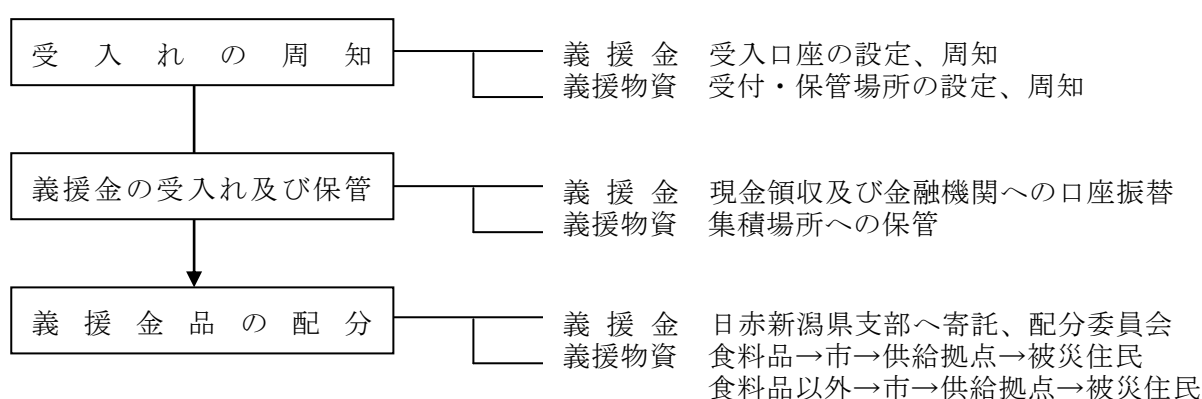 受入れの周知 義援金 受入口座の設定、周知
義援物資 受付・保管場所の設定、周知
義援金の受入れ及び保管 義援金 現金領収及び金融機関への口座振替
義援物資 集積場所への保管
義援金品の配分 義援金 日赤新潟県支部へ寄託、配分委員会
義援物資 食料品→市→供給拠点→被災住民
食料品以外→市→供給拠点→被災住民